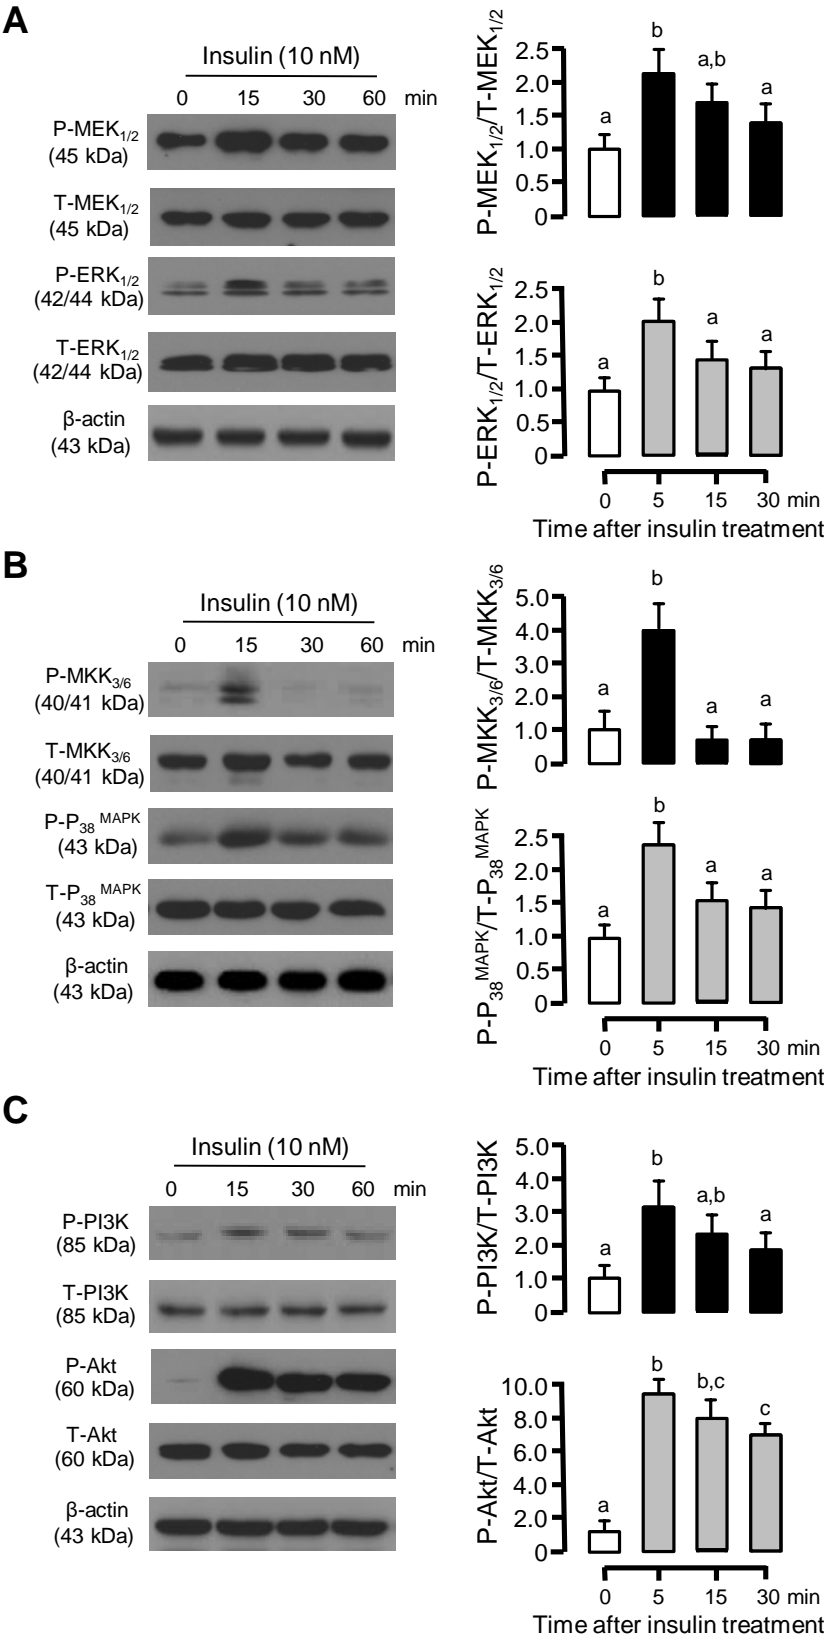 A
Insulin (10 nM)
0 15 30 60 min
P-MEK1/2
(45 kDa)
T-MEK1/2
(45 kDa)
P-ERK1/2
(42/44 kDa)
T-ERK1/2
(42/44 kDa)
β-actin
(43 kDa)
P-MEK1/2/T-MEK1/2
2.5
2.0
1.5
1.0
0.5
0
a b a,b a
P-ERK1/2/T-ERK1/2
2.5
2.0
1.5
1.0
0.5
0
a b a a
0 5 15 30 min
Time after insulin treatment
B
Insulin (10 nM)
0 15 30 60 min
P-MKK3/6
(40/41 kDa)
T-MKK3/6
(40/41 kDa)
P-P38 MAPK
(43 kDa)
T-P38 MAPK
(43 kDa)
β-actin
(43 kDa)
P-MKK3/6/T-MKK3/6
5.0
4.0
3.0
2.0
1.0
0
a b a a
P-P38MAPK/T-P38MAPK
2.5
2.0
1.5
1.0
0.5
0
a b a a
0 5 15 30 min
Time after insulin treatment
C
Insulin (10 nM)
0 15 30 60 min
P-PI3K
(85 kDa)
T-PI3K
(85 kDa)
P-Akt
(60 kDa)
T-Akt
(60 kDa)
β-actin
(43 kDa)
P-PI3K/T-PI3K
5.0
4.0
3.0
2.0
1.0
0
a b a,b a
P-Akt/T-Akt
10.0
8.0
6.0
4.0
2.0
0
a b b,c c
0 5 15 30 min
Time after insulin treatment